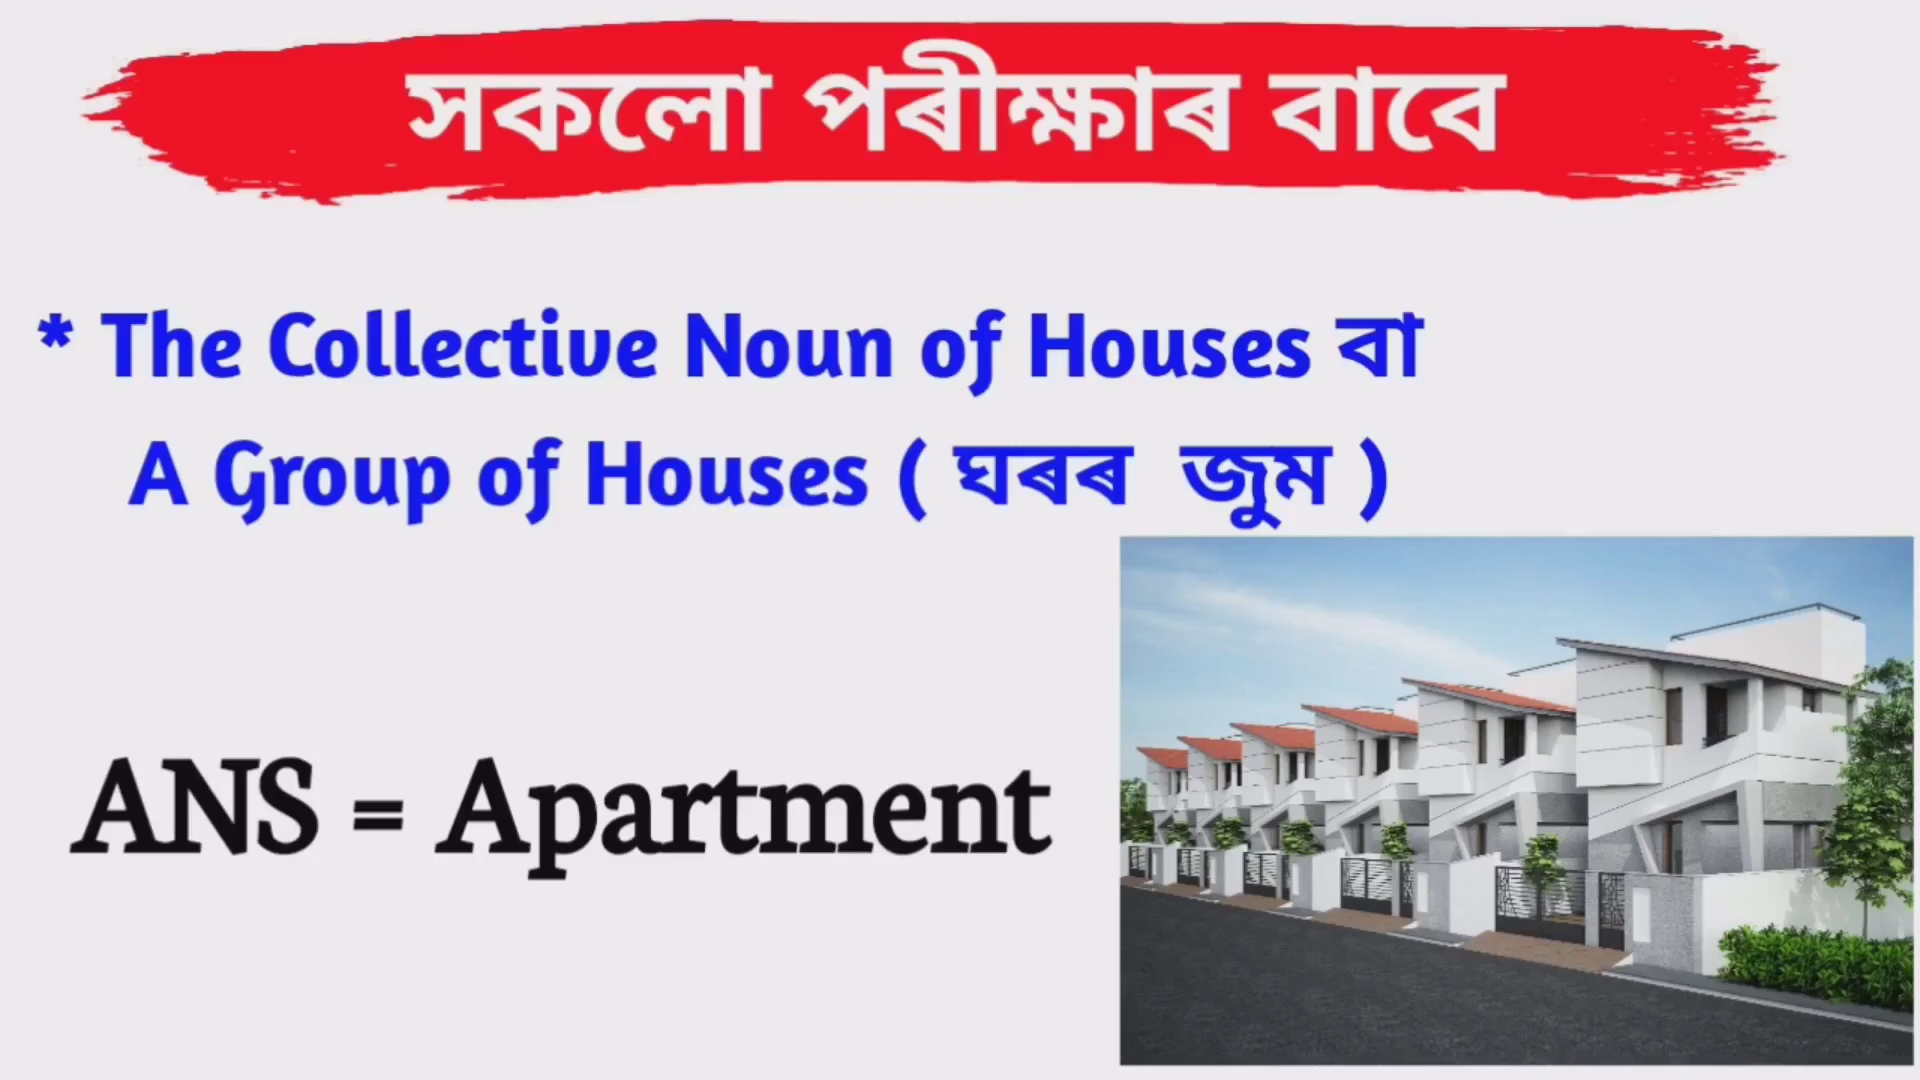 সকলো পৰীক্ষাৰ বাবে
* The Collective Noun of Houses বা
A Group of Houses ( ঘৰৰ জুম )
ANS = Apartment